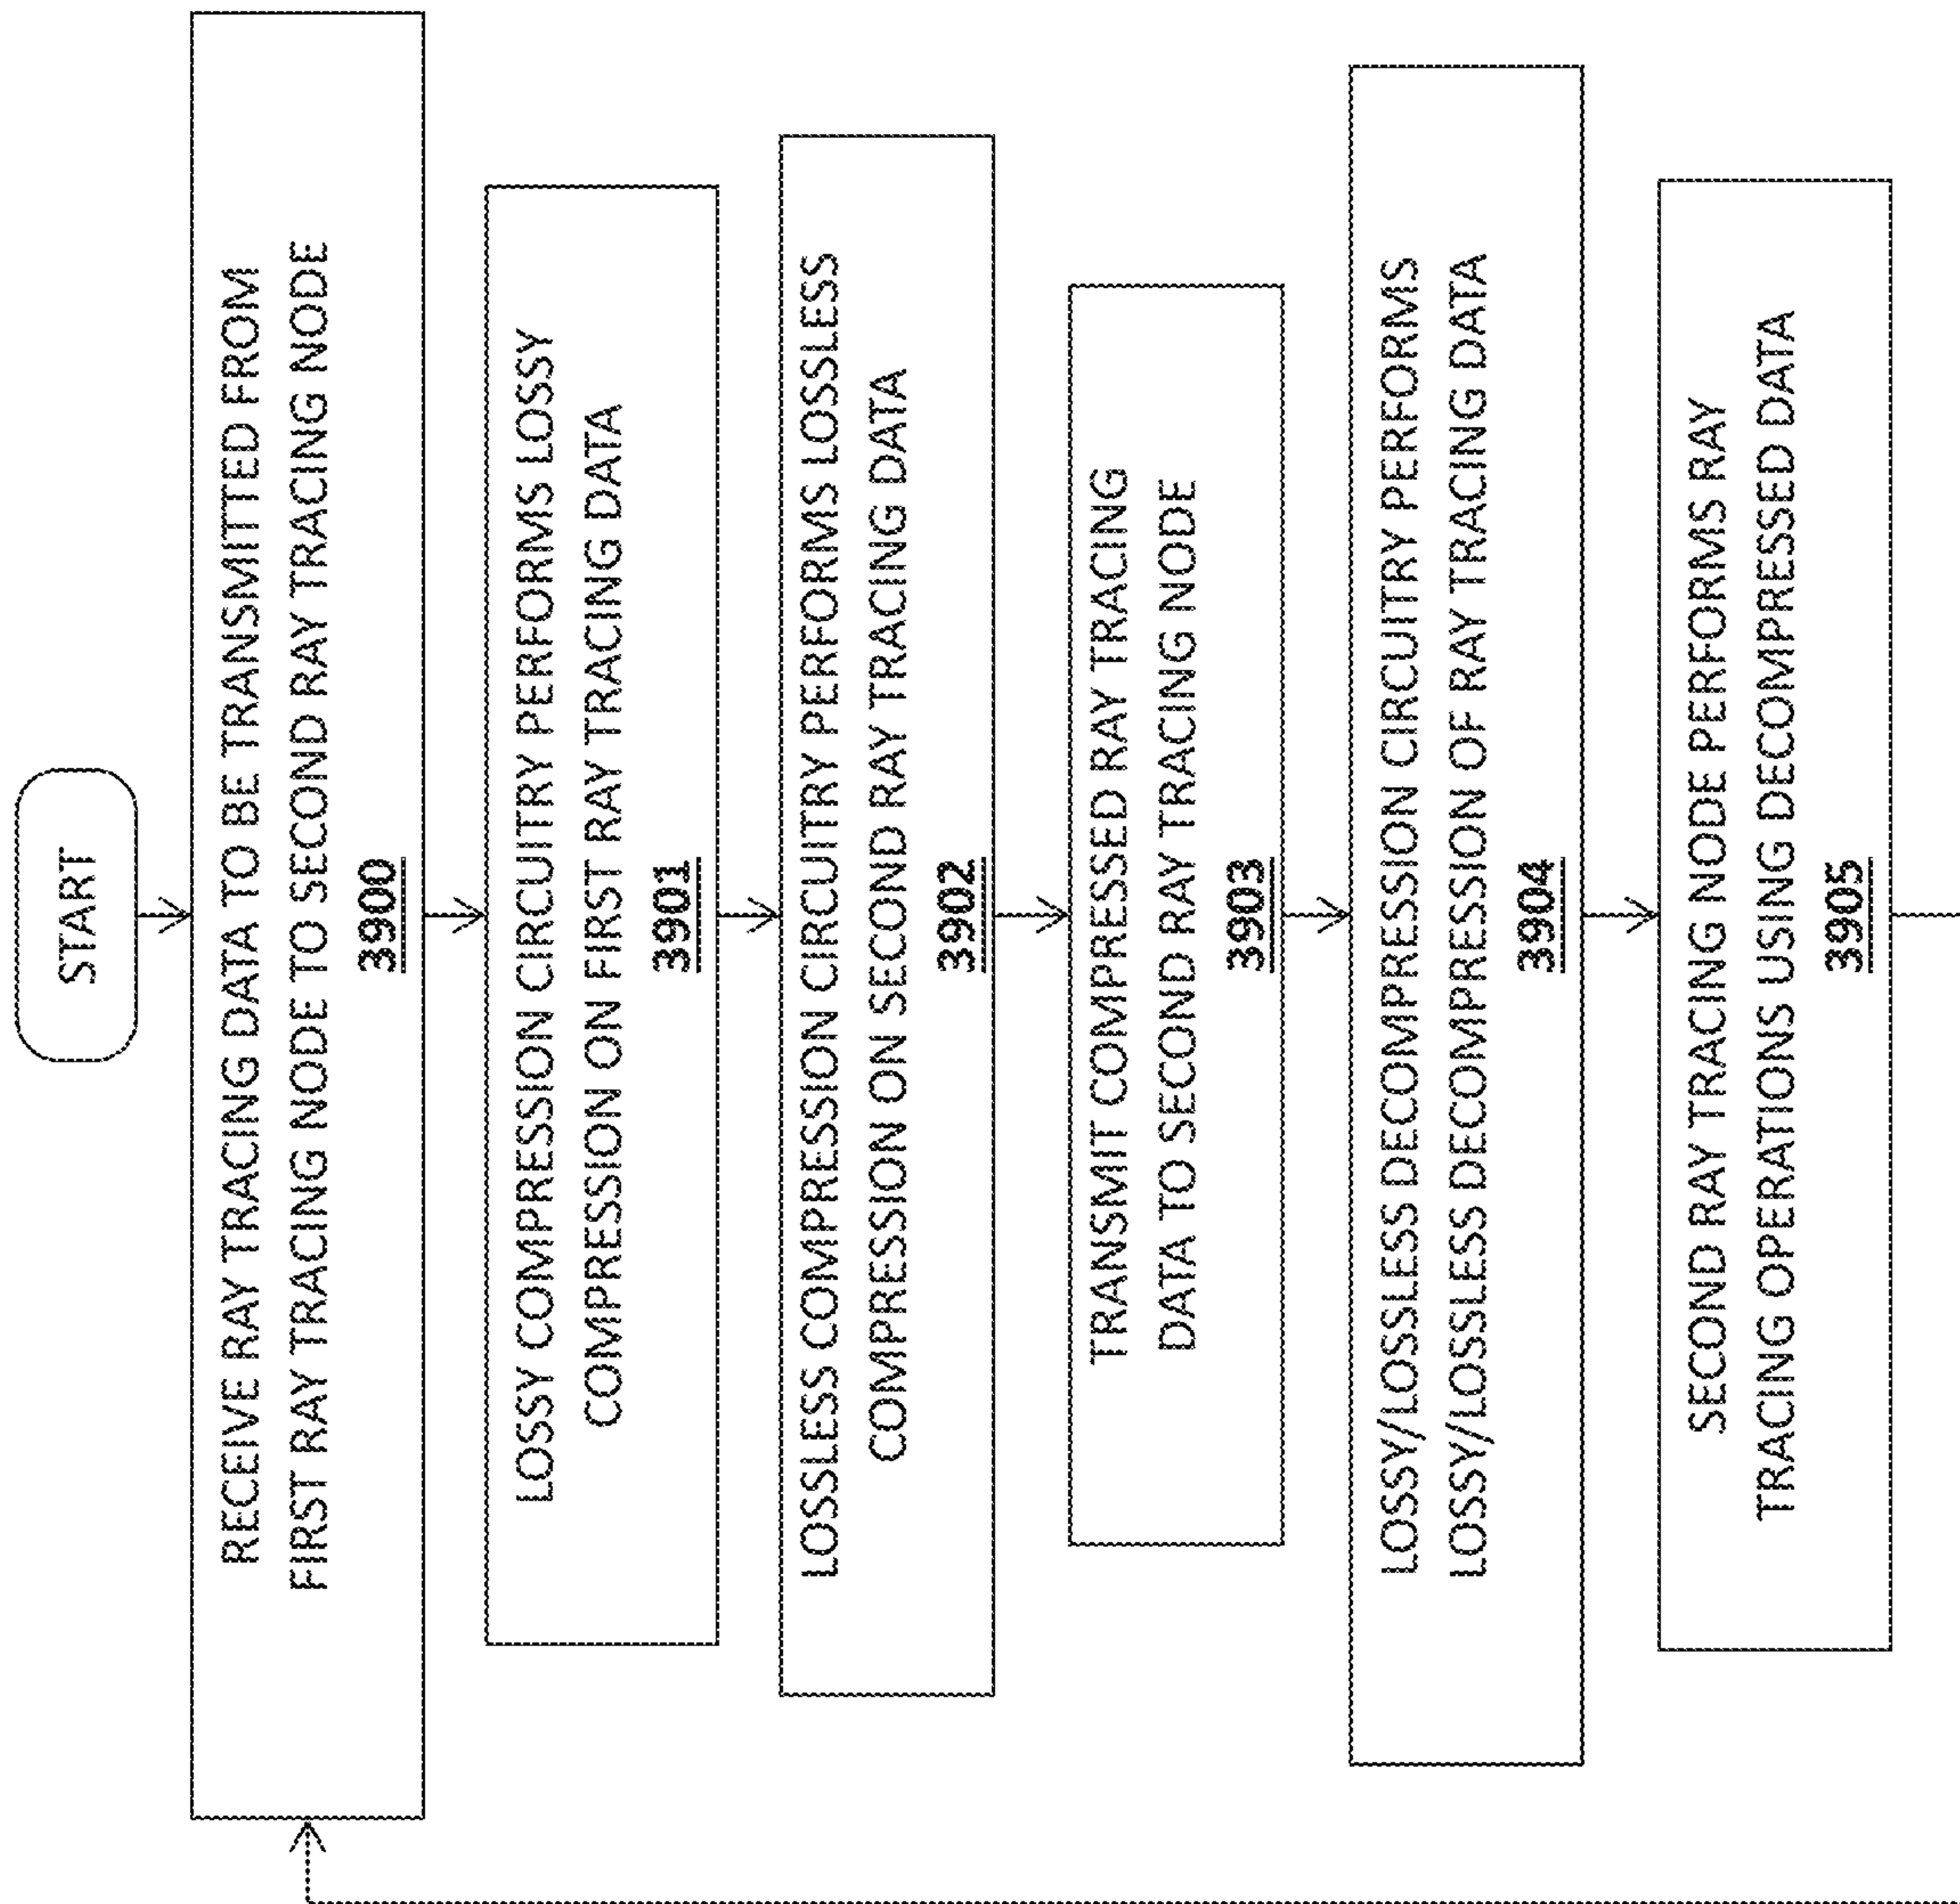 START
RECEIVE RAY TRACING DATA TO BE TRANSMITTED FROM
FIRST RAY TRACING NODE TO SECOND RAY TRACING NODE
3900
LOSSY COMPRESSION CIRCUITRY PERFORMS LOSSY
COMPRESSION ON FIRST RAY TRACING DATA
3901
LOSSLESS COMPRESSION CIRCUITRY PERFORMS LOSSLESS
COMPRESSION ON SECOND RAY TRACING DATA
3902
TRANSMIT COMPRESSED RAY TRACING
DATA TO SECOND RAY TRACING NODE
3903
LOSSY/LOSSLESS DECOMPRESSION CIRCUITRY PERFORMS
LOSSY/LOSSLESS DECOMPRESSION OF RAY TRACING DATA
3904
SECOND RAY TRACING NODE PERFORMS RAY
TRACING OPERATIONS USING DECOMPRESSED DATA
3905